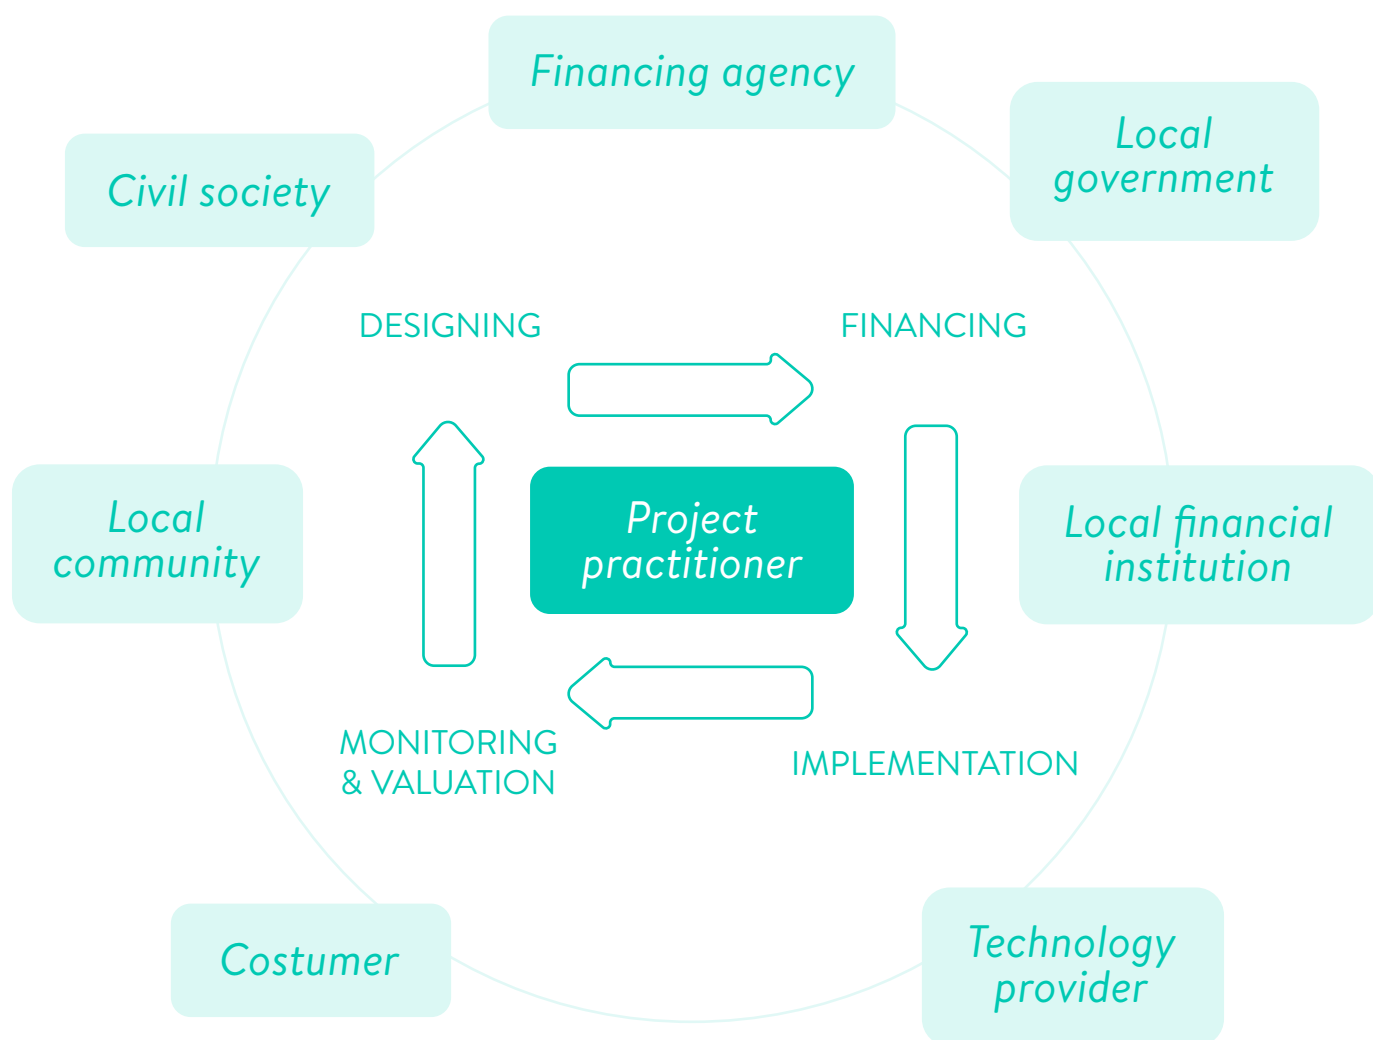 Financing agency
Local
government
Civil society
DESIGNING
FINANCING
Local
community
Project
practitioner
Local financial
institution
MONITORING
& VALUATION
IMPLEMENTATION
Costumer
Technology
provider